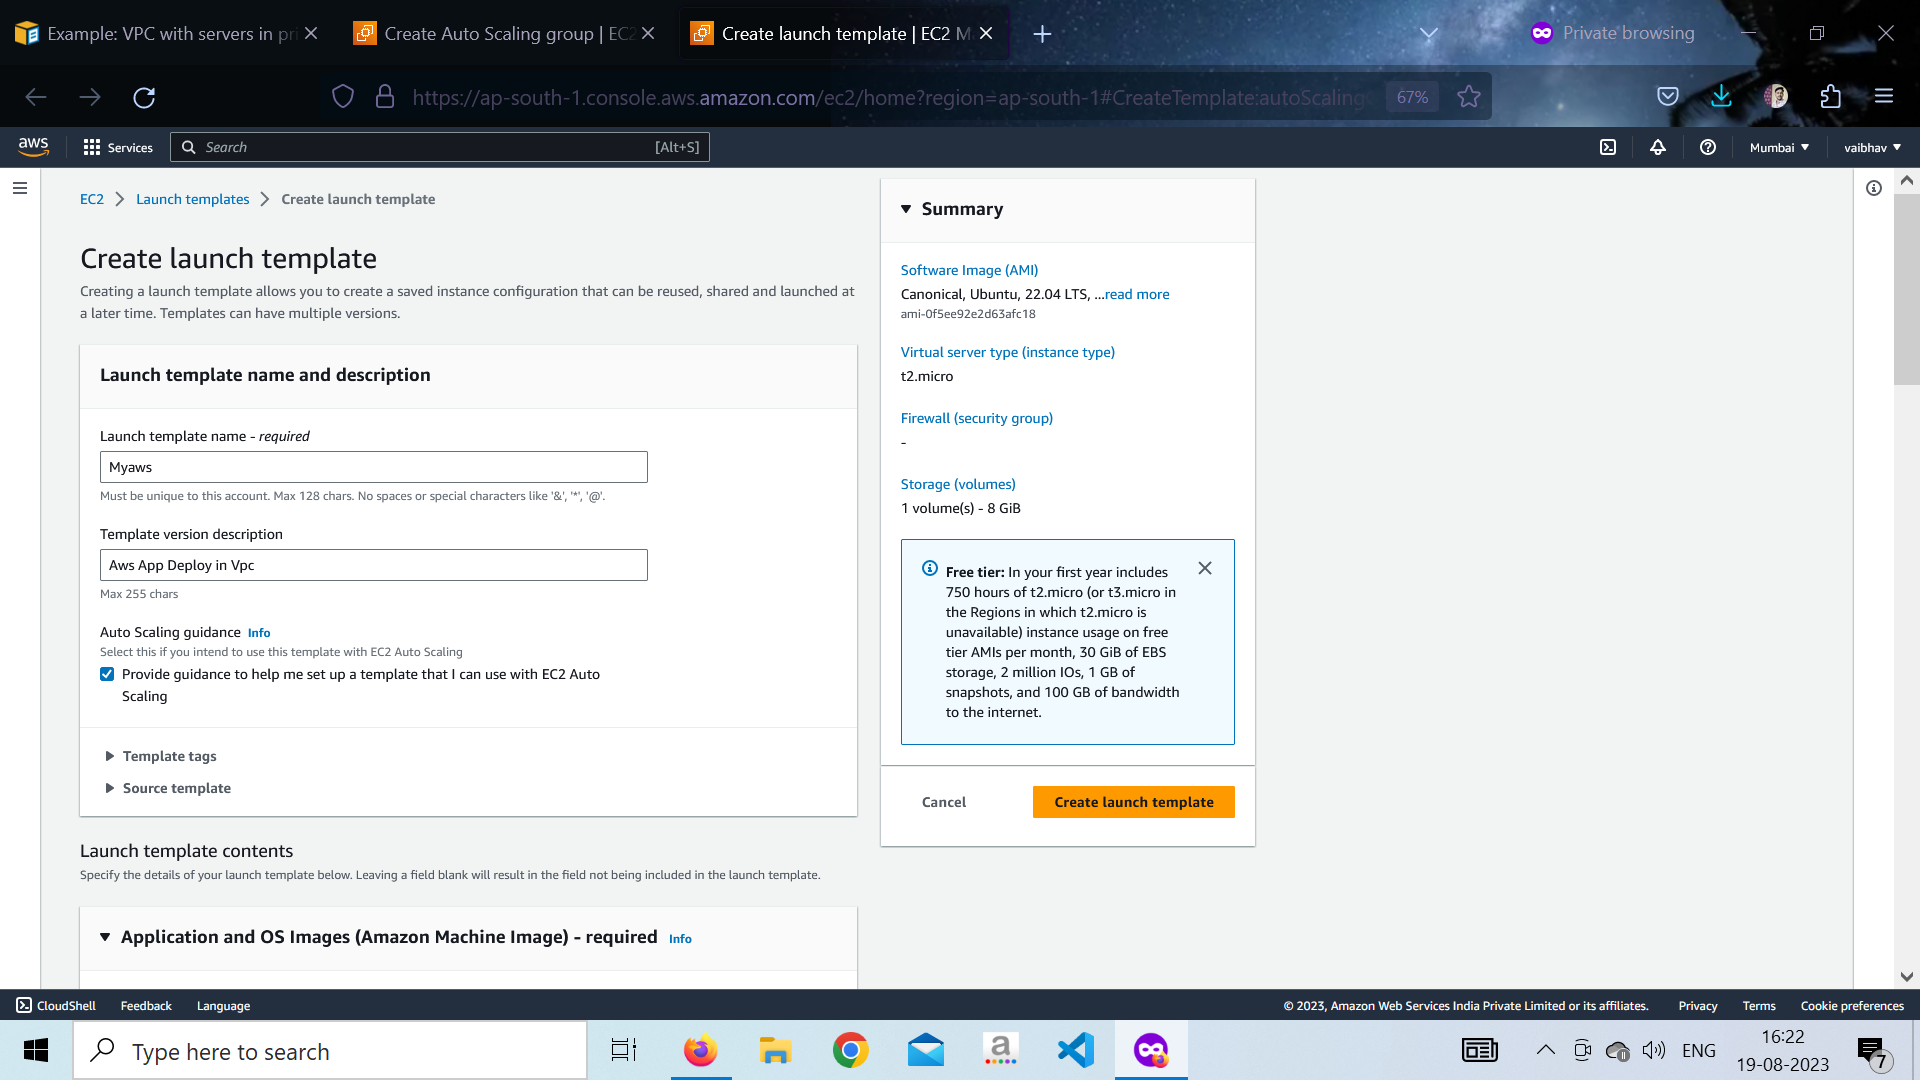 Example: VPC with servers in pri
Create Auto Scaling group | EC2
Create launch template | EC2 M
Private browsing
https://ap-south-1.console.aws.amazon.com/ec2/home?region=ap-south-1#CreateTemplate:autoScaling
67%
aws
Services
Search
[Alt+S]
Mumbai
vaibhav
EC2
Launch templates
Create launch template
Create launch template
Creating a launch template allows you to create a saved instance configuration that can be reused, shared and launched at
a later time. Templates can have multiple versions.
Launch template name and description
Launch template name - required
Myaws
Must be unique to this account. Max 128 chars. No spaces or special characters like '&', '*', '@'.
Template version description
Aws App Deploy in Vpc
Max 255 chars
Auto Scaling guidance Info
Select this if you intend to use this template with EC2 Auto Scaling
Provide guidance to help me set up a template that I can use with EC2 Auto
Scaling
Template tags
Source template
Launch template contents
Specify the details of your launch template below. Leaving a field blank will result in the field not being included in the launch template.
Application and OS Images (Amazon Machine Image) - required Info
Summary
Software Image (AMI)
Canonical, Ubuntu, 22.04 LTS, ...read more
ami-0f5ee92e2d63afc18
Virtual server type (instance type)
t2.micro
Firewall (security group)
-
Storage (volumes)
1 volume(s) - 8 GiB
Free tier: In your first year includes
750 hours of t2.micro (or t3.micro in
the Regions in which t2.micro is
unavailable) instance usage on free
tier AMIs per month, 30 GiB of EBS
storage, 2 million IOs, 1 GB of
snapshots, and 100 GB of bandwidth
to the internet.
Cancel
Create launch template
CloudShell
Feedback
Language
© 2023, Amazon Web Services India Private Limited or its affiliates.
Privacy
Terms
Cookie preferences
Type here to search
a
ENG
16:22
19-08-2023
7